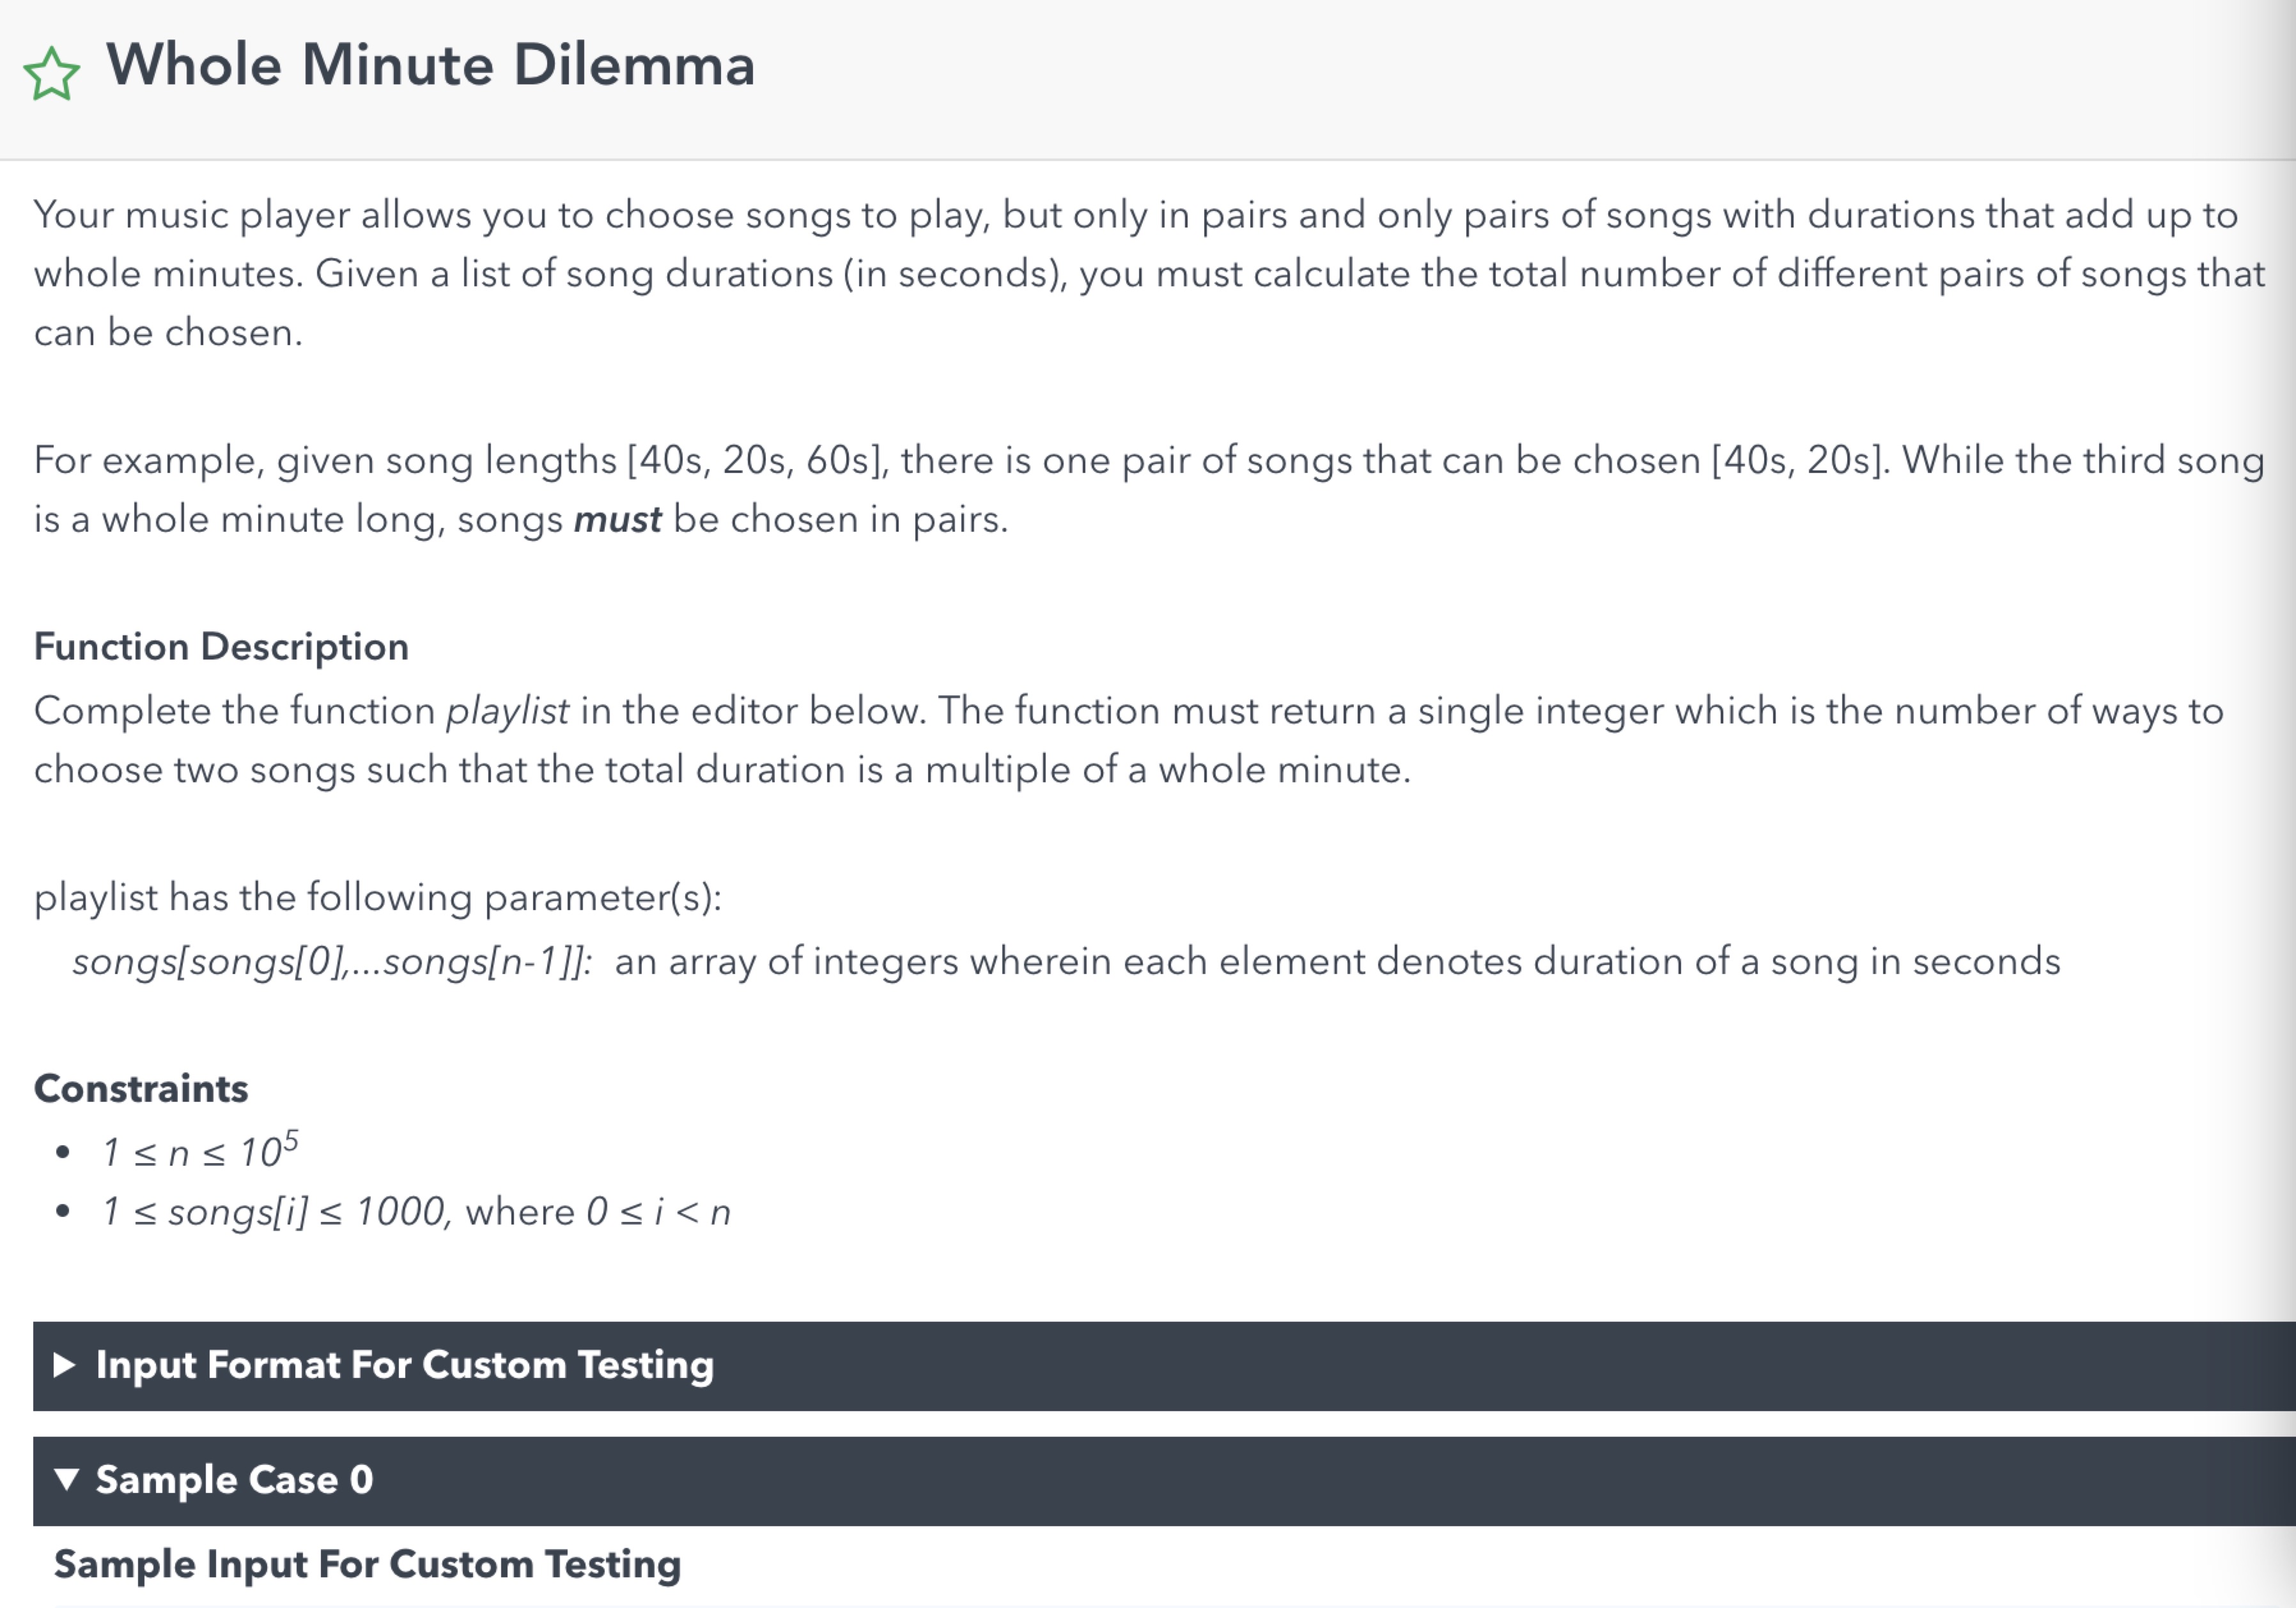 Whole Minute Dilemma
Your music player allows you to choose songs to play, but only in pairs and only pairs of songs with durations that add up to
whole minutes. Given a list of song durations (in seconds), you must calculate the total number of different pairs of songs that
can be chosen.
For example, given song lengths [40s, 20s, 60s], there is one pair of songs that can be chosen [40s, 20s]. While the third song
is a whole minute long, songs must be chosen in pairs.
Function Description
Complete the function playlist in the editor below. The function must return a single integer which is the number of ways to
choose two songs such that the total duration is a multiple of a whole minute.
playlist has the following parameter(s):
songs[songs[0],...songs[n-1]]: an array of integers wherein each element denotes duration of a song in seconds
Constraints
• 1 ≤ n ≤ 10⁵
• 1 ≤ songs[i] ≤ 1000, where 0 ≤ i < n
▶ Input Format For Custom Testing
▼ Sample Case 0
Sample Input For Custom Testing